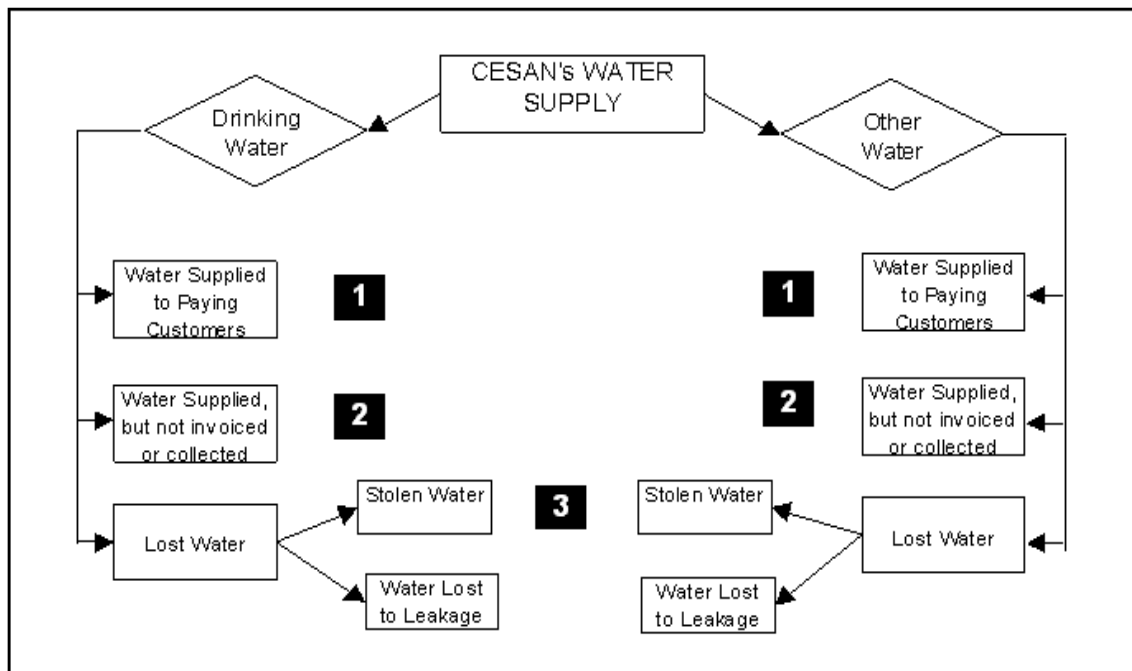 CESAN's WATER
SUPPLY
Drinking
Water
Other
Water
Water Supplied
to Paying
Customers
1
1
Water Supplied
to Paying
Customers
Water Supplied,
but not invoiced
or collected
2
2
Water Supplied,
but not invoiced
or collected
Lost Water
Stolen Water
3
Stolen Water
Lost Water
Water Lost
to Leakage
Water Lost
to Leakage